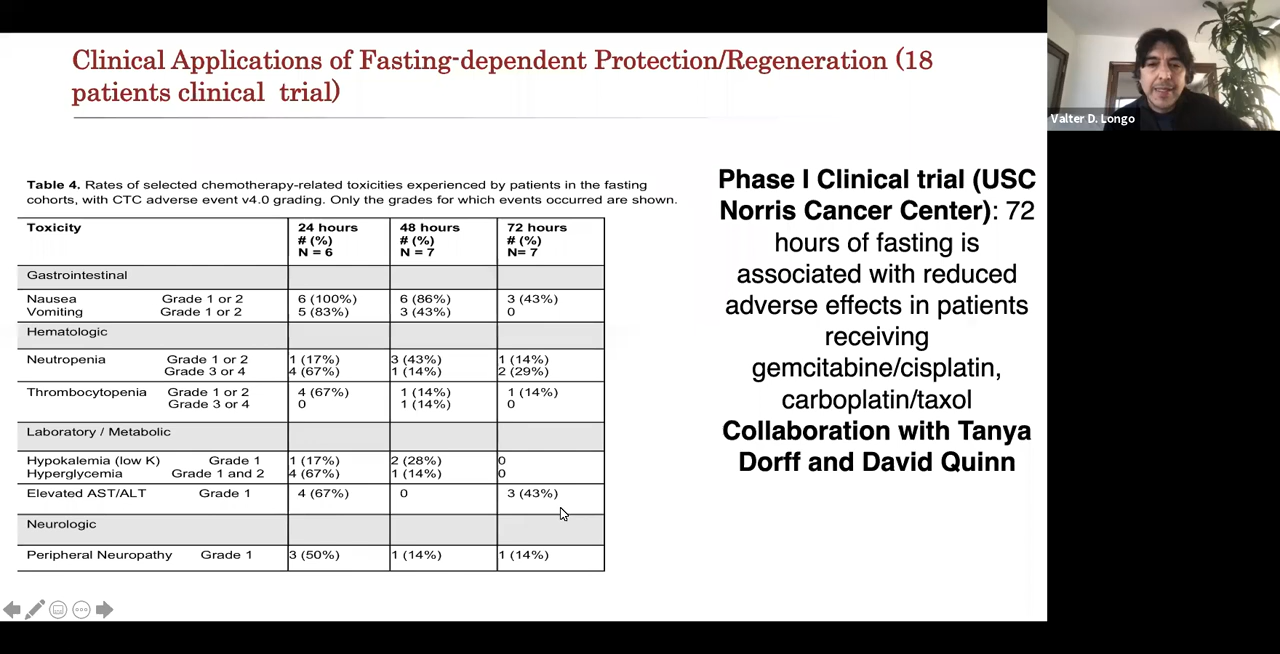 Clinical Applications of Fasting-dependent Protection/Regeneration (18
patients clinical trial)
Valter D. Longo
Table 4. Rates of selected chemotherapy-related toxicities experienced by patients in the fasting
cohorts, with CTC adverse event v4.0 grading. Only the grades for which events occurred are shown.
Toxicity 24 hours 48 hours 72 hours
# (%) # (%) # (%)
N = 6 N = 7 N= 7
Gastrointestinal
Nausea Grade 1 or 2 6 (100%) 6 (86%) 3 (43%)
Vomiting Grade 1 or 2 5 (83%) 3 (43%) 0
Hematologic
Neutropenia Grade 1 or 2 1 (17%) 3 (43%) 1 (14%)
Grade 3 or 4 4 (67%) 1 (14%) 2 (29%)
Thrombocytopenia Grade 1 or 2 4 (67%) 1 (14%) 1 (14%)
Grade 3 or 4 0 1 (14%) 0
Laboratory / Metabolic
Hypokalemia (low K) Grade 1 1 (17%) 2 (28%) 0
Hyperglycemia Grade 1 and 2 4 (67%) 1 (14%) 0
Elevated AST/ALT Grade 1 4 (67%) 0 3 (43%)
Neurologic
Peripheral Neuropathy Grade 1 3 (50%) 1 (14%) 1 (14%)
Phase I Clinical trial (USC
Norris Cancer Center): 72
hours of fasting is
associated with reduced
adverse effects in patients
receiving
gemcitabine/cisplatin,
carboplatin/taxol
Collaboration with Tanya
Dorff and David Quinn